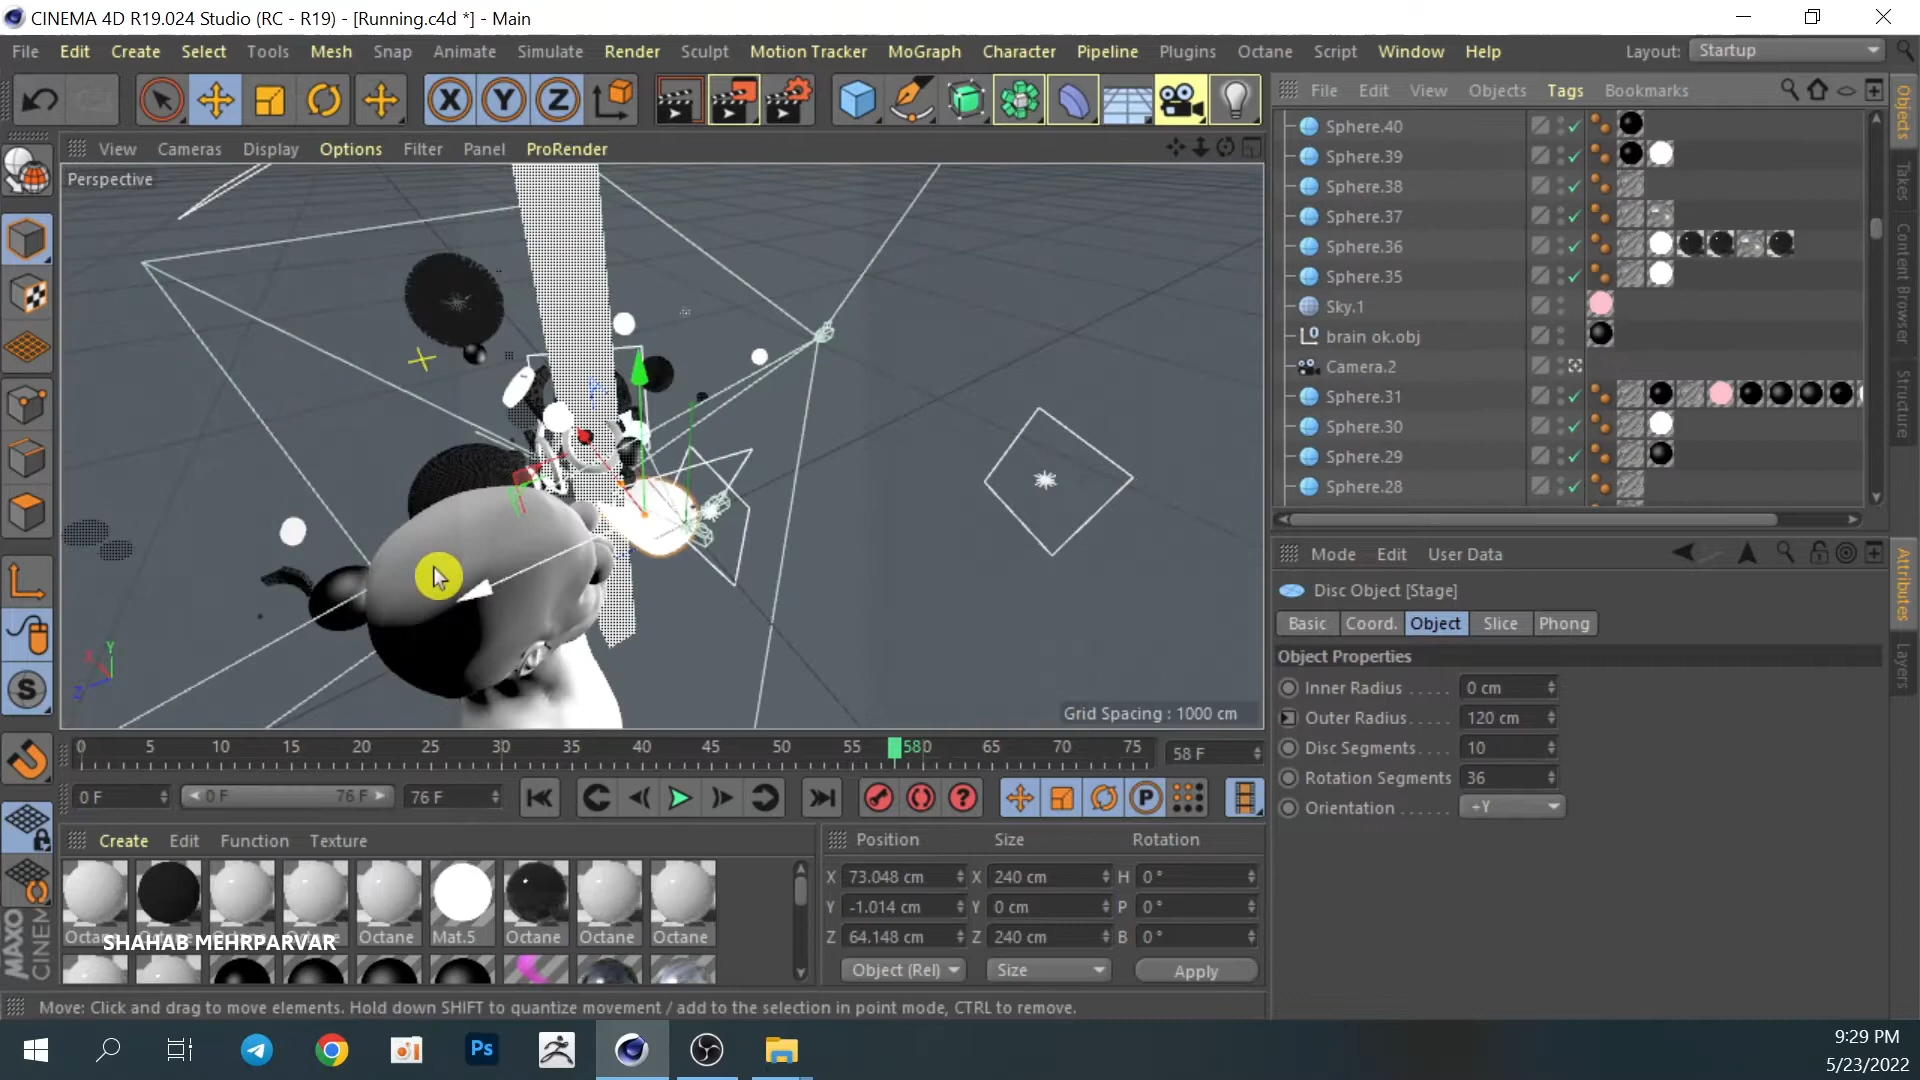 CINEMA 4D R19.024 Studio (RC - R19) - [Running.c4d *] - Main
File Edit Create Select Tools Mesh Snap Animate Simulate Render Sculpt Motion Tracker MoGraph Character Pipeline Plugins Octane Script Window Help Layout: Startup
X Y Z
File Edit View Objects Tags Bookmarks
View Cameras Display Options Filter Panel ProRender
Perspective
Sphere.40
Sphere.39
Sphere.38
Sphere.37
Sphere.36
Sphere.35
Sky.1
brain ok.obj
Camera.2
Sphere.31
Sphere.30
Sphere.29
Sphere.28
Objects
Takes
Content Browser
Structure
Y
X
Z
Grid Spacing : 1000 cm
Mode Edit User Data
Disc Object [Stage]
Basic Coord. Object Slice Phong
Object Properties
Inner Radius . . . . . 0 cm
Outer Radius. . . . . 120 cm
Disc Segments. . . . 10
Rotation Segments 36
Orientation . . . . . . +Y
Attributes
Layers
0 5 10 15 20 25 30 35 40 45 50 55 580 65 70 75 58 F
0 F 0 F 76 F 76 F
Create Edit Function Texture
Octane Octane Mat.5 Octane Octane Octane
SHAHAB MEHRPARVAR
Position Size Rotation
X 73.048 cm X 240 cm H 0 °
Y -1.014 cm Y 0 cm P 0 °
Z 64.148 cm Z 240 cm B 0 °
Object (Rel) Size Apply
MAXO
CINEM
Move: Click and drag to move elements. Hold down SHIFT to quantize movement / add to the selection in point mode, CTRL to remove.
Ps
9:29 PM
5/23/2022